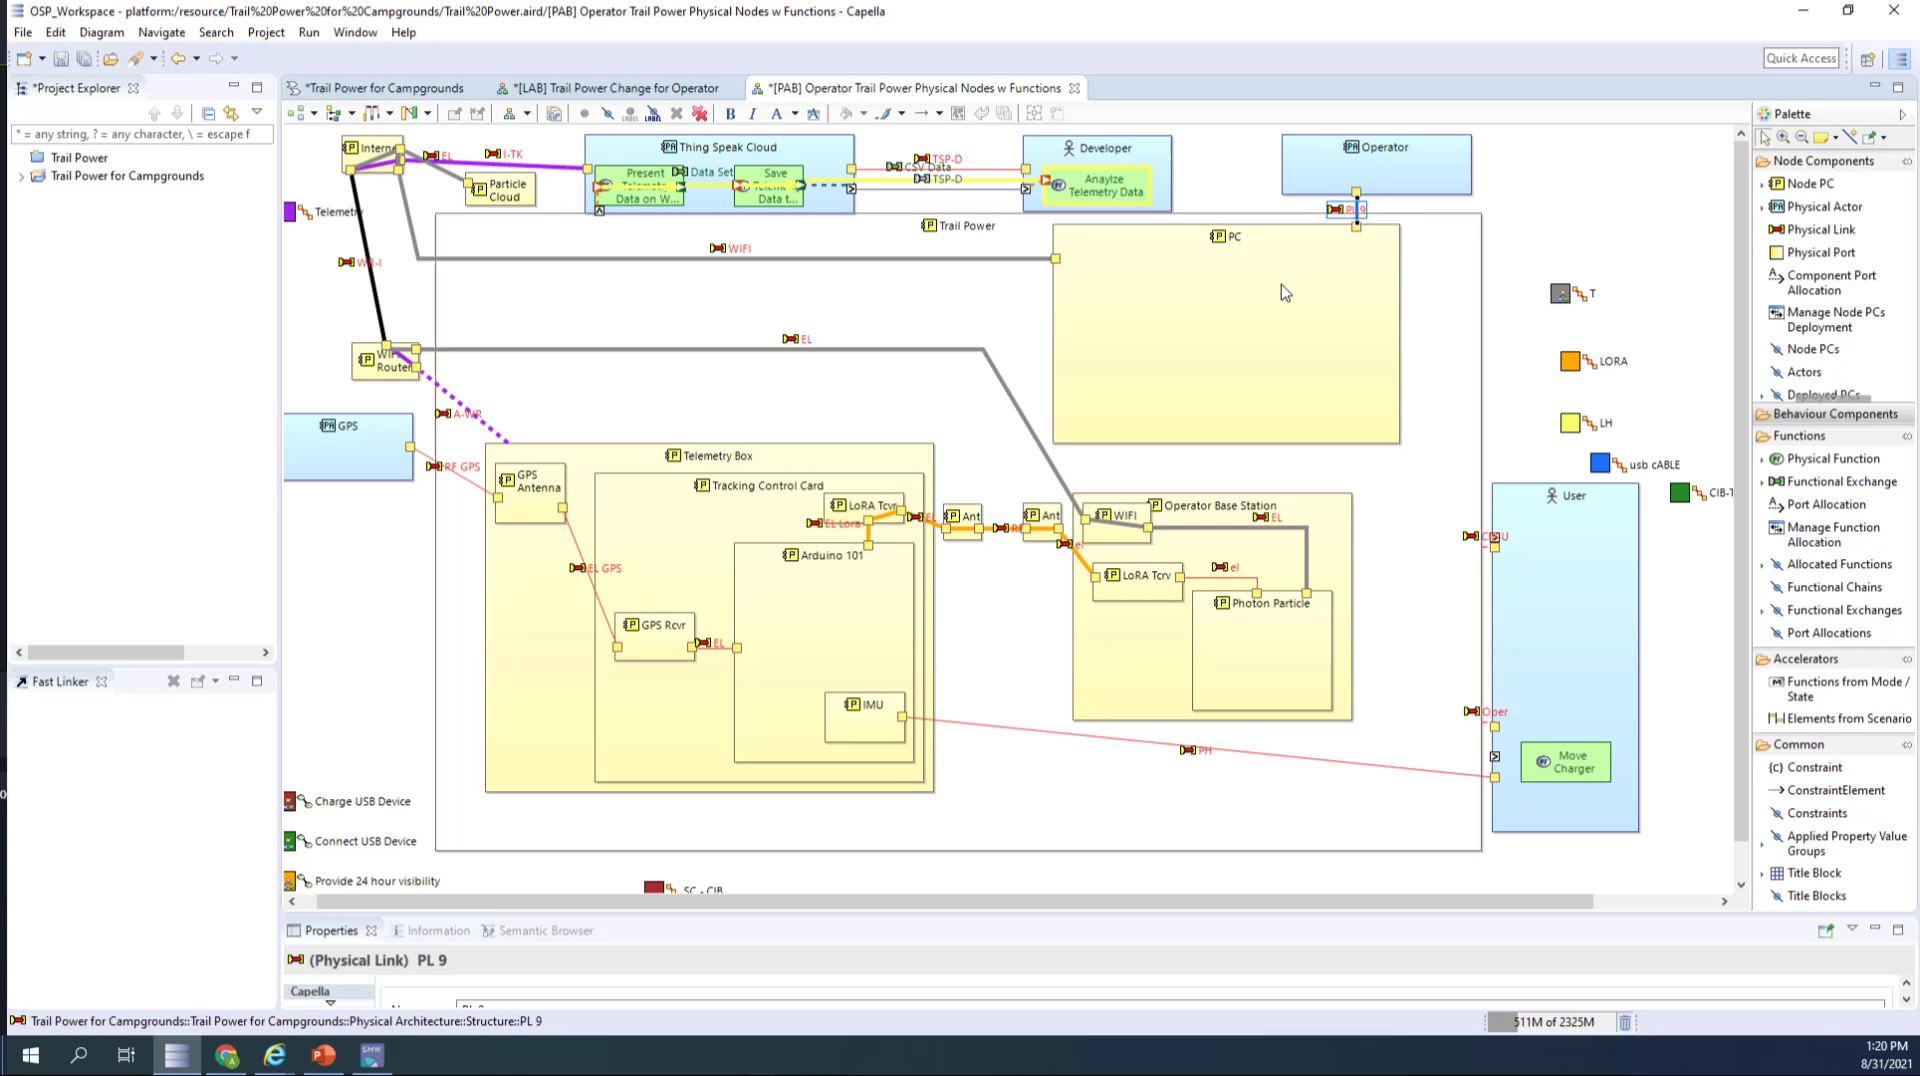 OSP_Workspace - platform:/resource/Trail%20Power%20for%20Campgrounds/Trail%20Power.aird/[PAB] Operator Trail Power Physical Nodes w Functions - Capella
File Edit Diagram Navigate Search Project Run Window Help
Quick Access
*Project Explorer
* = any string, ? = any character, \ = escape f
Trail Power
Trail Power for Campgrounds
Fast Linker
*Trail Power for Campgrounds
*[LAB] Trail Power Change for Operator
*[PAB] Operator Trail Power Physical Nodes w Functions
Interne
EL
I-TK
Particle
Cloud
Telemetry
Thing Speak Cloud
Present
Telemetry
Data on W...
Data Set
Save
Data t...
TSP-D
CSV Data
TSP-D
Developer
Anaylze
Telemetry Data
Operator
PL 9
Trail Power
WIFI
PC
WR-I
EL
WIFI
Router
A-WR
GPS
RF GPS
Telemetry Box
GPS
Antenna
Tracking Control Card
LoRA Tcvr
EL Lora
EL
Ant
Ant
Arduino 101
EL GPS
GPS Rcvr
EL
IMU
WIFI
Operator Base Station
EL
el
LoRA Tcrv
el
Photon Particle
PH
T
LORA
LH
usb cABLE
CIB-T
User
Oper
Move
Charger
Charge USB Device
Connect USB Device
Provide 24 hour visibility
SC - CIB
Palette
Node Components
Node PC
Physical Actor
Physical Link
Physical Port
Component Port
Allocation
Manage Node PCs
Deployment
Node PCs
Actors
Deployed PCs
Behaviour Components
Functions
Physical Function
Functional Exchange
Port Allocation
Manage Function
Allocation
Allocated Functions
Functional Chains
Functional Exchanges
Port Allocations
Accelerators
Functions from Mode /
State
Elements from Scenario
Common
{c} Constraint
ConstraintElement
Constraints
Applied Property Value
Groups
Title Block
Title Blocks
Properties
Information
Semantic Browser
(Physical Link) PL 9
Capella
Trail Power for Campgrounds::Trail Power for Campgrounds::Physical Architecture::Structure::PL 9
511M of 2325M
SMW
1:20 PM
8/31/2021